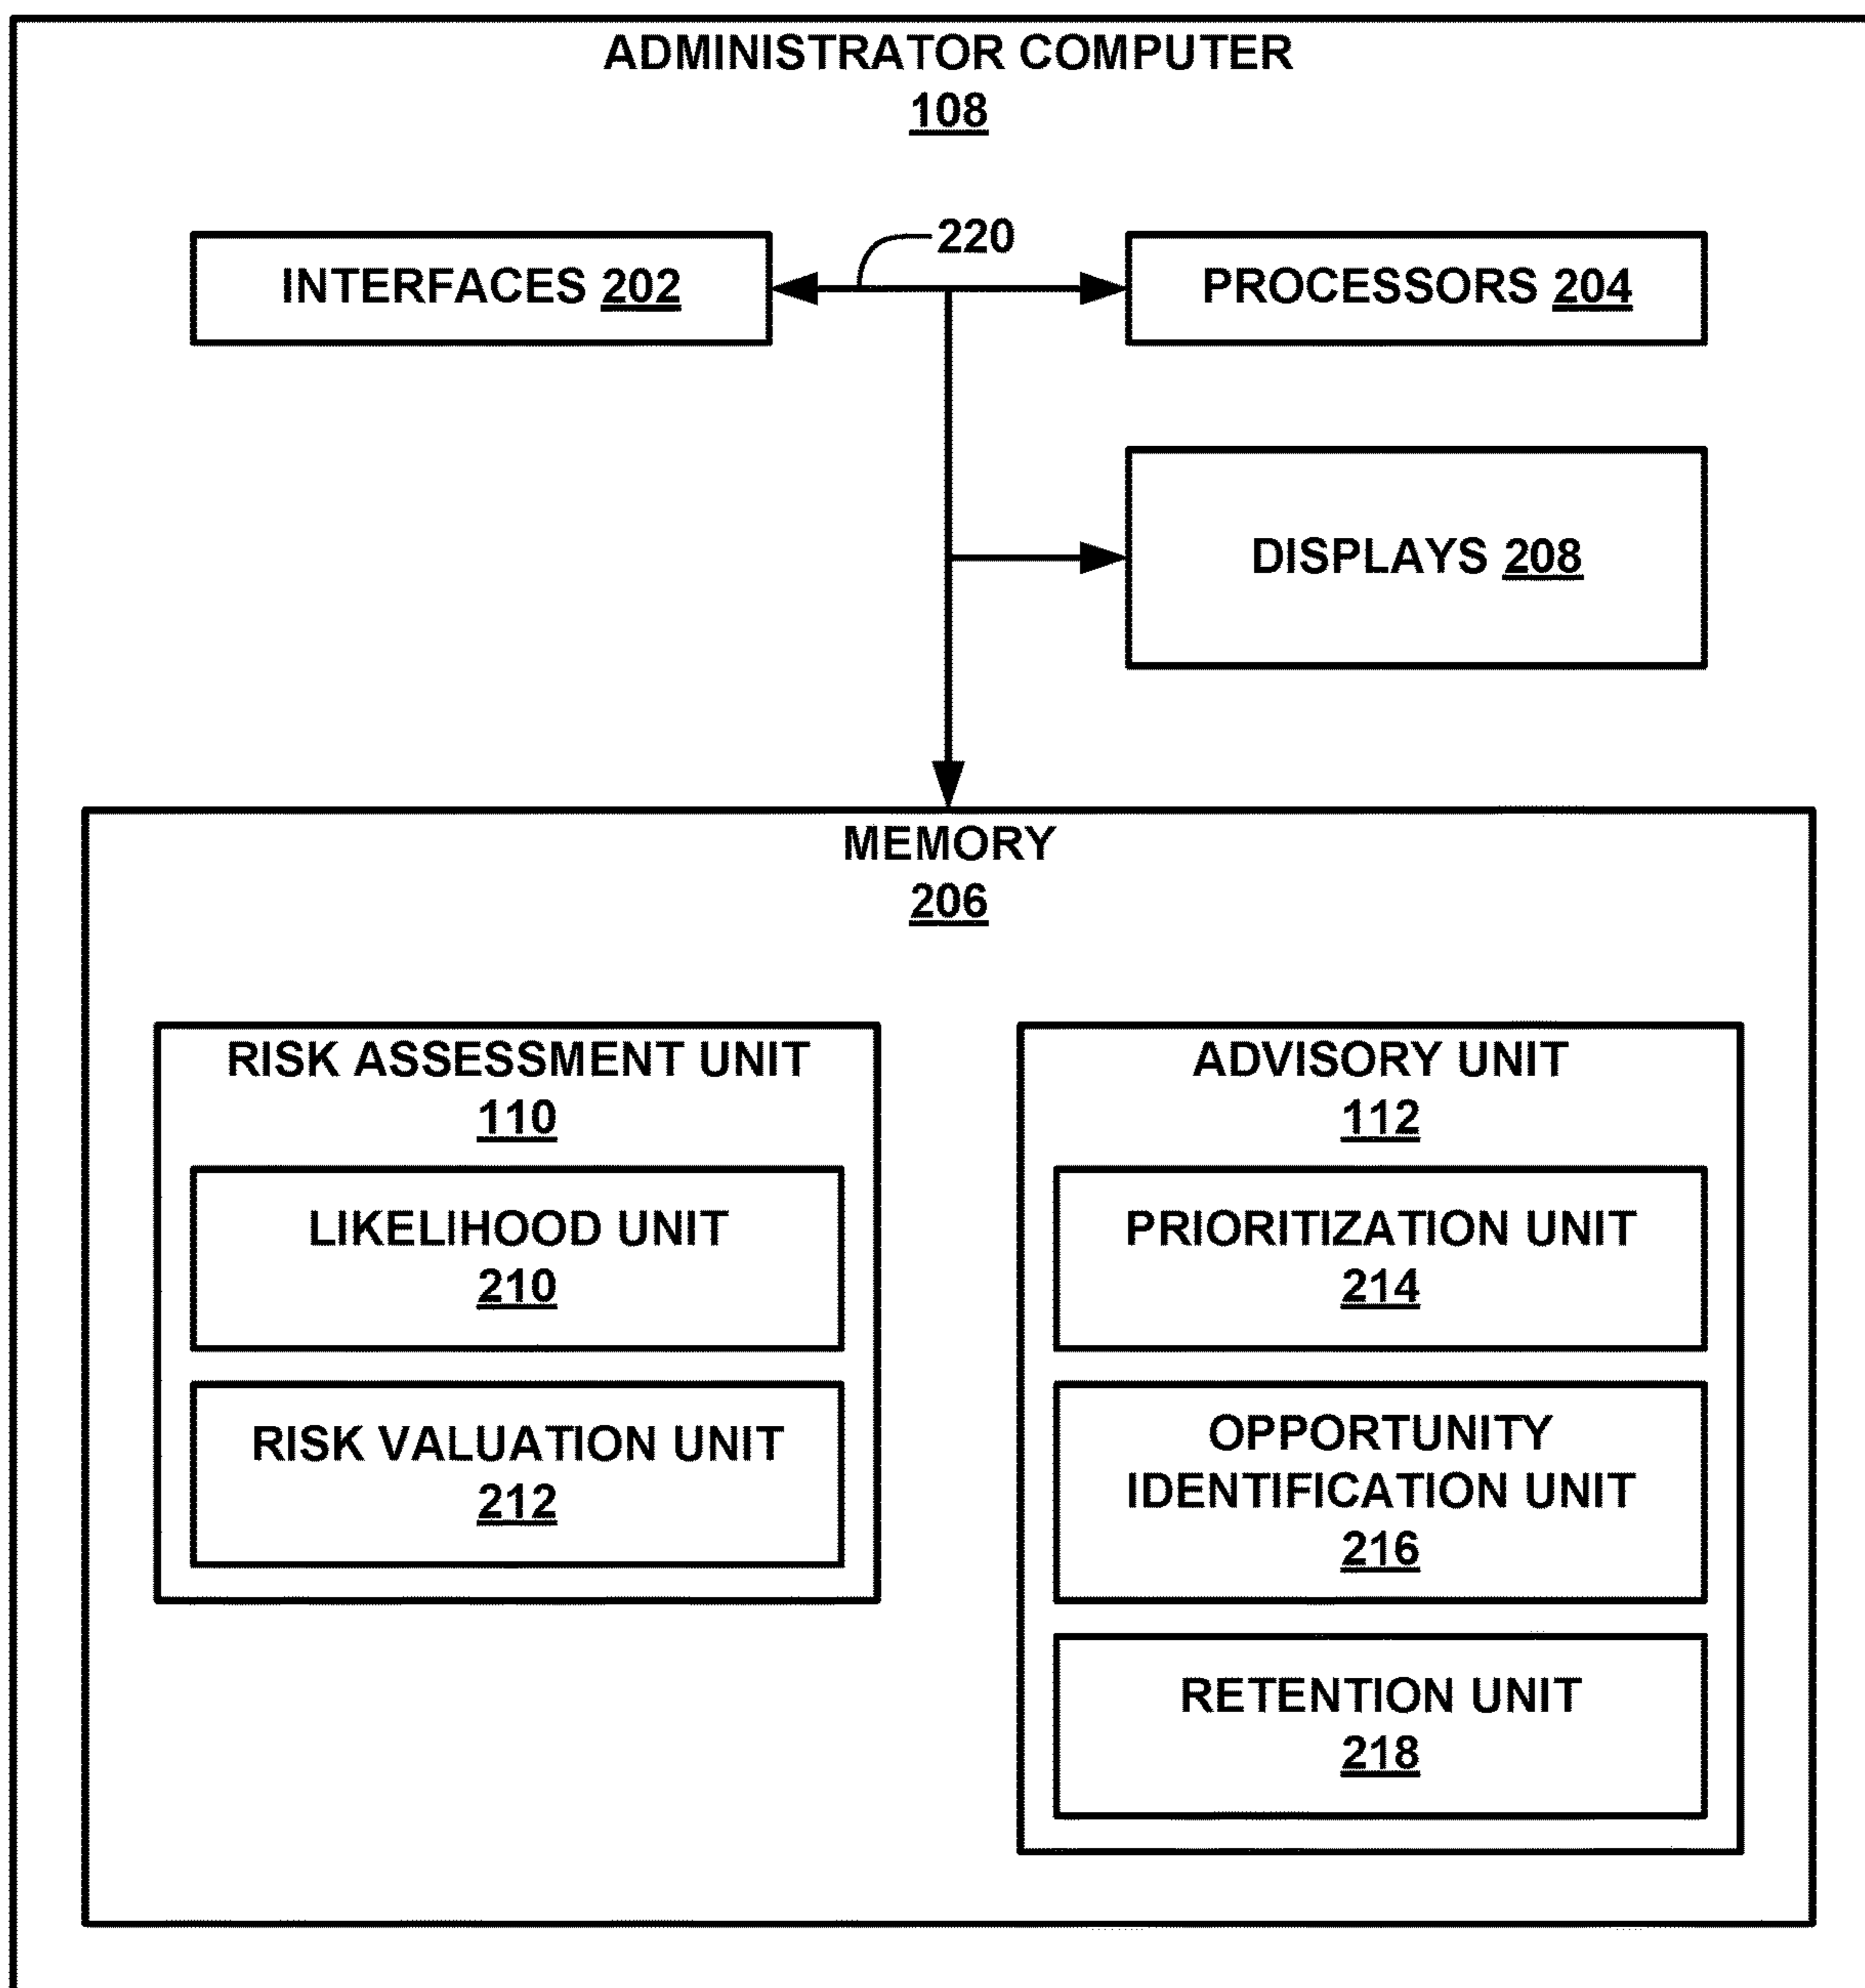 ADMINISTRATOR COMPUTER
108
220
INTERFACES 202
PROCESSORS 204
DISPLAYS 208
MEMORY
206
RISK ASSESSMENT UNIT
110
LIKELIHOOD UNIT
210
RISK VALUATION UNIT
212
ADVISORY UNIT
112
PRIORITIZATION UNIT
214
OPPORTUNITY
IDENTIFICATION UNIT
216
RETENTION UNIT
218